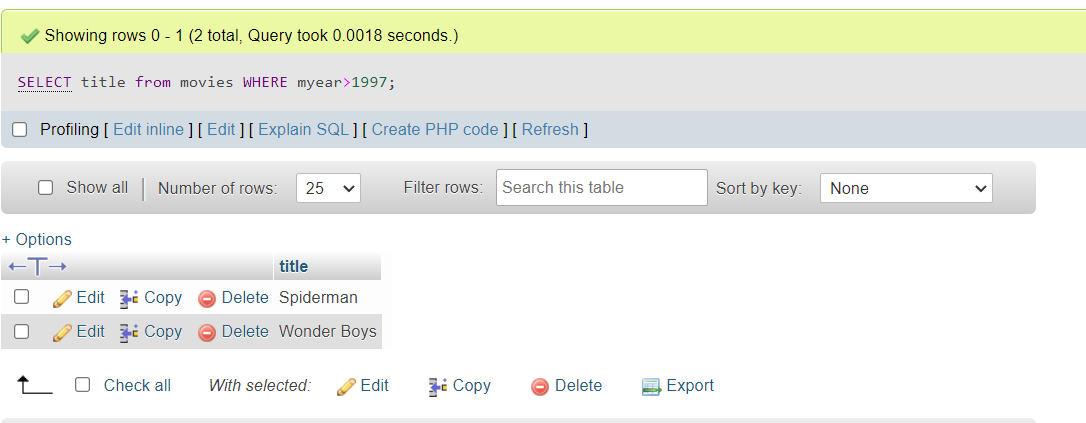 Showing rows 0 - 1 (2 total, Query took 0.0018 seconds.)
SELECT title from movies WHERE myear>1997;
Profiling [ Edit inline ] [ Edit ] [ Explain SQL ] [ Create PHP code ] [ Refresh ]
Show all Number of rows: 25 Filter rows: Search this table Sort by key: None
+ Options
←T→ title
Edit Copy Delete Spiderman
Edit Copy Delete Wonder Boys
Check all With selected: Edit Copy Delete Export